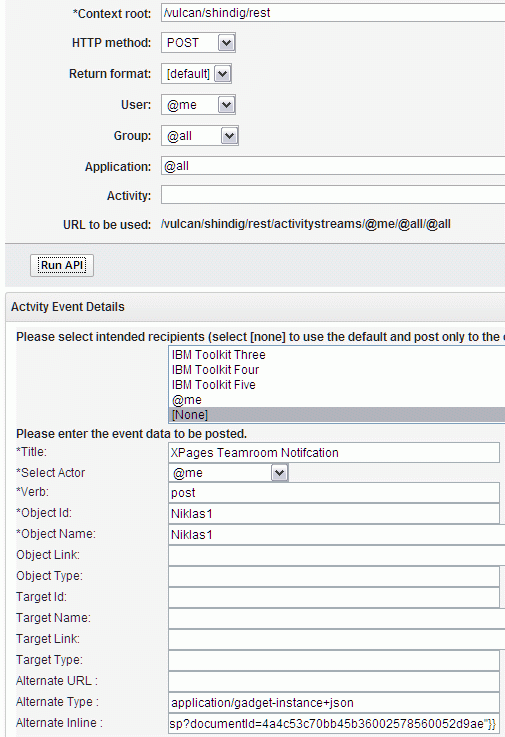 *Context root: /vulcan/shindig/rest
HTTP method: POST
Return format: [default]
User: @me
Group: @all
Application: @all
Activity:
URL to be used: /vulcan/shindig/rest/activitystreams/@me/@all/@all
Run API
Actvity Event Details
Please select intended recipients (select [none] to use the default and post only to the
IBM Toolkit Three
IBM Toolkit Four
IBM Toolkit Five
@me
[None]
Please enter the event data to be posted.
*Title: XPages Teamroom Notifcation
*Select Actor @me
*Verb: post
*Object Id: Niklas1
*Object Name: Niklas1
Object Link:
Object Type:
Target Id:
Target Name:
Target Link:
Target Type:
Alternate URL :
Alternate Type : application/gadget-instance+json
Alternate Inline : sp?documentId=4a4c53c70bb45b36002578560052d9ae"}}